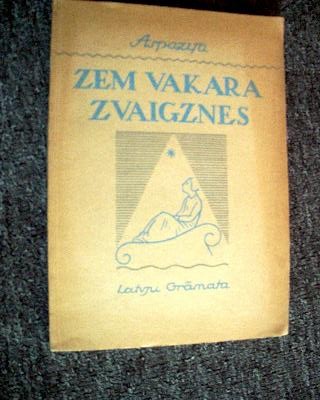 Aspazija
ZEM VAKARA
ZVAIGZNES
Latvju Grāmata